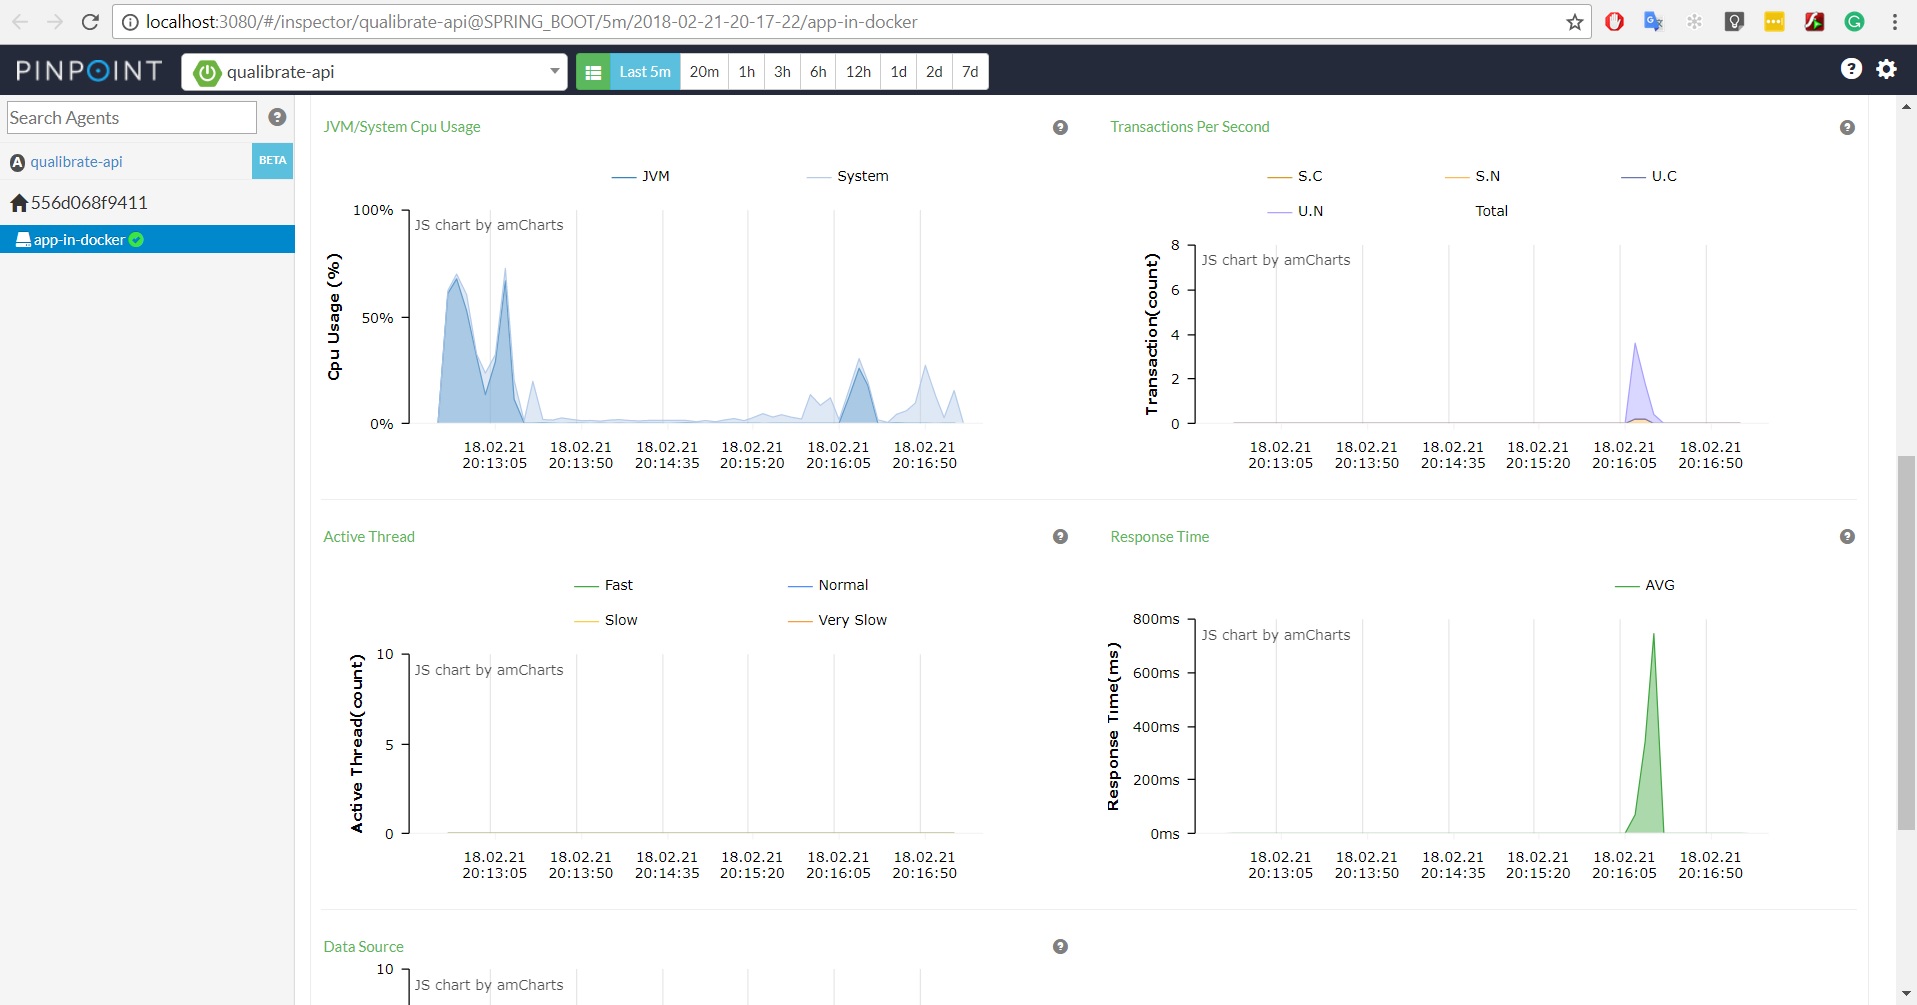 localhost:3080/#/inspector/qualibrate-api@SPRING_BOOT/5m/2018-02-21-20-17-22/app-in-docker
PINPOINT qualibrate-api Last 5m 20m 1h 3h 6h 12h 1d 2d 7d ?
Search Agents ?
A qualibrate-api BETA
556d068f9411
app-in-docker
JVM/System Cpu Usage ?
JVM System
100%
50%
0%
Cpu Usage (%)
JS chart by amCharts
18.02.21 18.02.21 18.02.21 18.02.21 18.02.21 18.02.21
20:13:05 20:13:50 20:14:35 20:15:20 20:16:05 20:16:50
Transactions Per Second ?
S.C S.N U.C
U.N Total
8
6
4
2
0
Transaction(count)
JS chart by amCharts
18.02.21 18.02.21 18.02.21 18.02.21 18.02.21 18.02.21
20:13:05 20:13:50 20:14:35 20:15:20 20:16:05 20:16:50
Active Thread ?
Fast Normal
Slow Very Slow
10
5
0
Active Thread(count)
JS chart by amCharts
18.02.21 18.02.21 18.02.21 18.02.21 18.02.21 18.02.21
20:13:05 20:13:50 20:14:35 20:15:20 20:16:05 20:16:50
Response Time ?
AVG
800ms
600ms
400ms
200ms
0ms
Response Time(ms)
JS chart by amCharts
18.02.21 18.02.21 18.02.21 18.02.21 18.02.21 18.02.21
20:13:05 20:13:50 20:14:35 20:15:20 20:16:05 20:16:50
Data Source ?
10
JS chart by amCharts